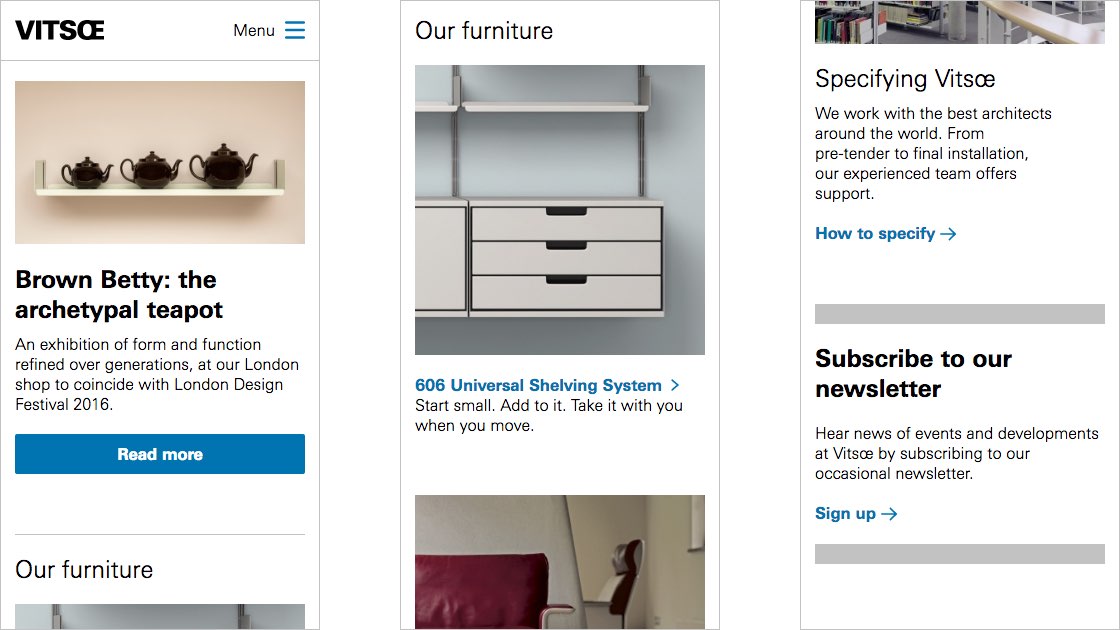 VITSŒ
Menu
Brown Betty: the
archetypal teapot
An exhibition of form and function
refined over generations, at our London
shop to coincide with London Design
Festival 2016.
Read more
Our furniture
Our furniture
606 Universal Shelving System
Start small. Add to it. Take it with you
when you move.
Specifying Vitsœ
We work with the best architects
around the world. From
pre-tender to final installation,
our experienced team offers
support.
How to specify →
Subscribe to our
newsletter
Hear news of events and developments
at Vitsœ by subscribing to our
occasional newsletter.
Sign up →